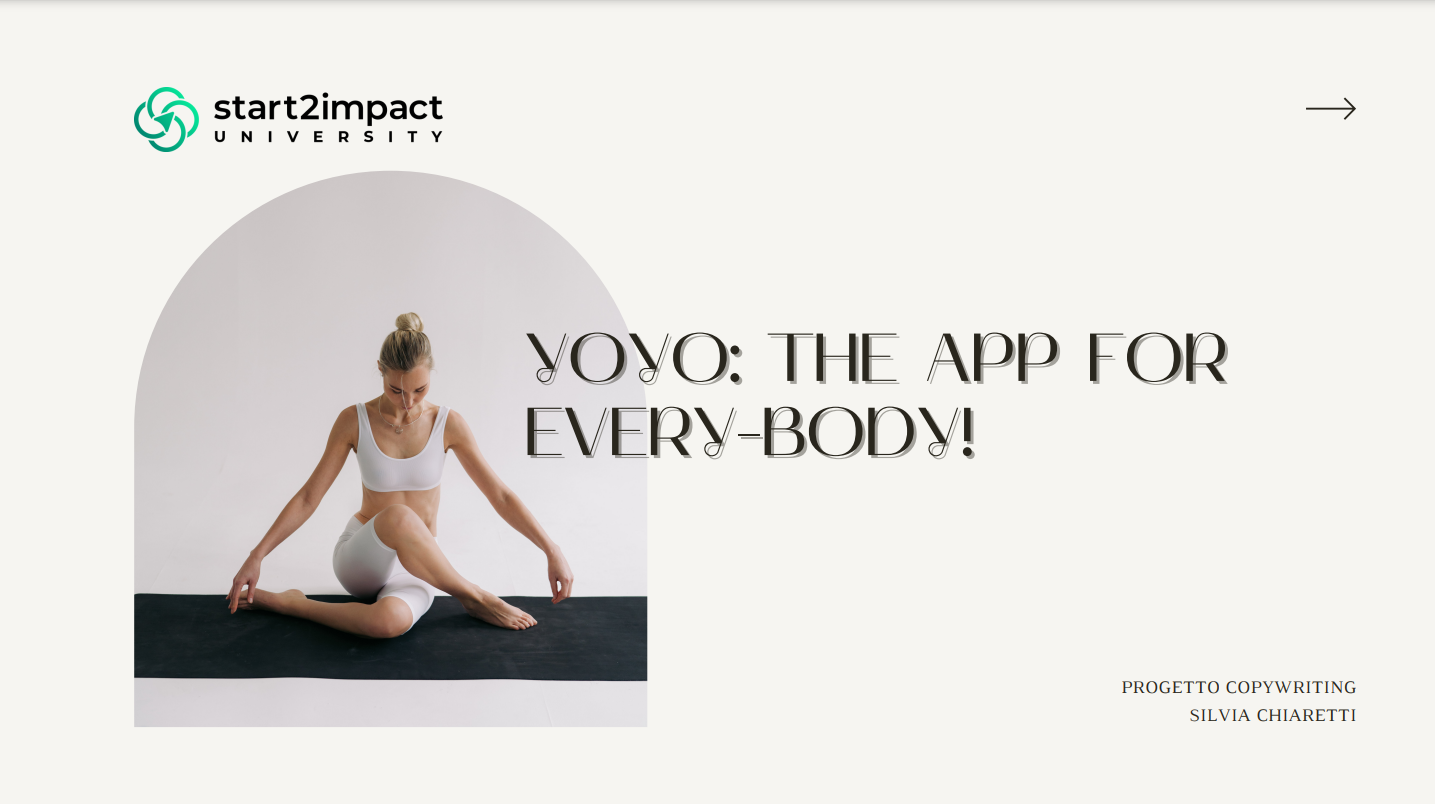 start2impact
UNIVERSITY
YOYO: THE APP FOR
EVERY-BODY!
PROGETTO COPYWRITING
SILVIA CHIARETTI